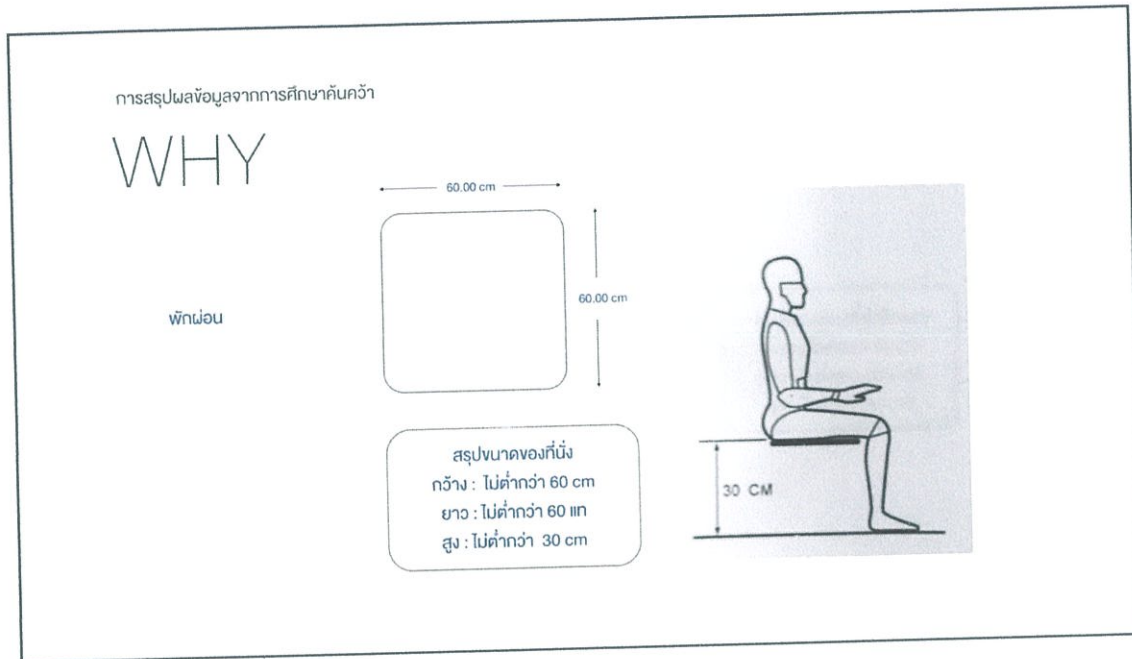 การสรุปผลข้อมูลจากการศึกษาค้นคว้า
WHY
60.00 cm
60.00 cm
พักผ่อน
สรุปขนาดของที่นั่ง
กว้าง : ไม่ต่ำกว่า 60 cm
ยาว : ไม่ต่ำกว่า 60 แท
สูง : ไม่ต่ำกว่า 30 cm
30 CM